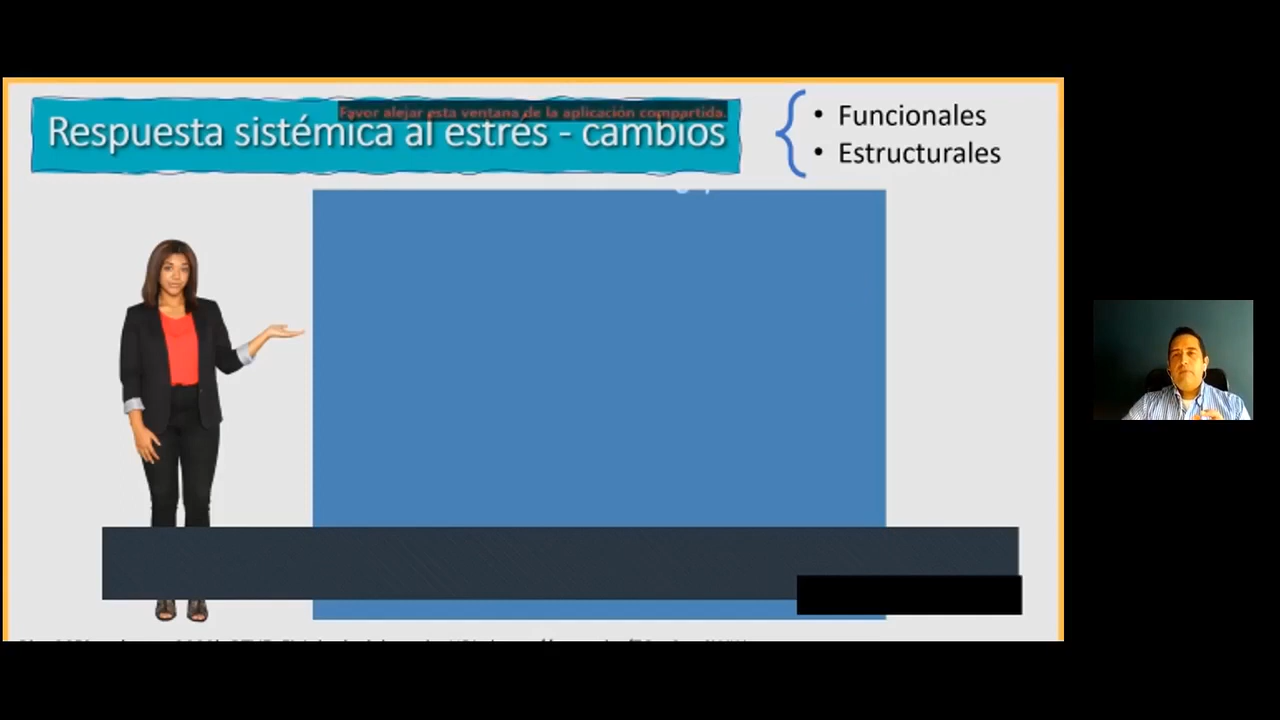 Favor alejar esta ventana de la aplicación compartida.
Respuesta sistémica al estrés - cambios
• Funcionales
• Estructurales